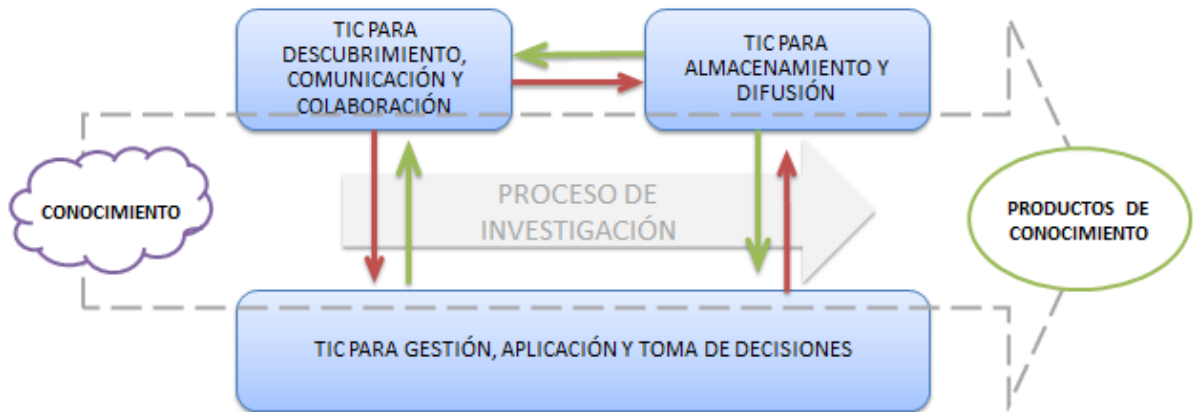 TIC PARA
DESCUBRIMIENTO,
COMUNICACIÓN Y
COLABORACIÓN
TIC PARA
ALMACENAMIENTO Y
DIFUSIÓN
CONOCIMIENTO
PROCESO DE
INVESTIGACIÓN
PRODUCTOS DE
CONOCIMIENTO
TIC PARA GESTIÓN, APLICACIÓN Y TOMA DE DECISIONES